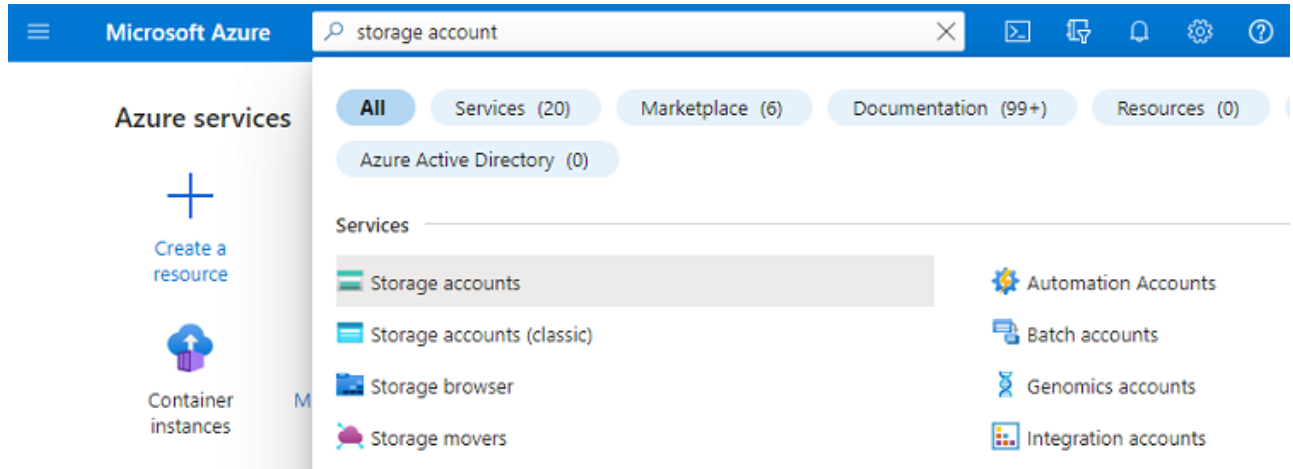 Microsoft Azure
storage account
All
Services (20)
Marketplace (6)
Documentation (99+)
Resources (0)
Azure Active Directory (0)
Azure services
Create a
resource
Container
instances
M
Services
Storage accounts
Automation Accounts
Storage accounts (classic)
Batch accounts
Storage browser
Genomics accounts
Storage movers
Integration accounts